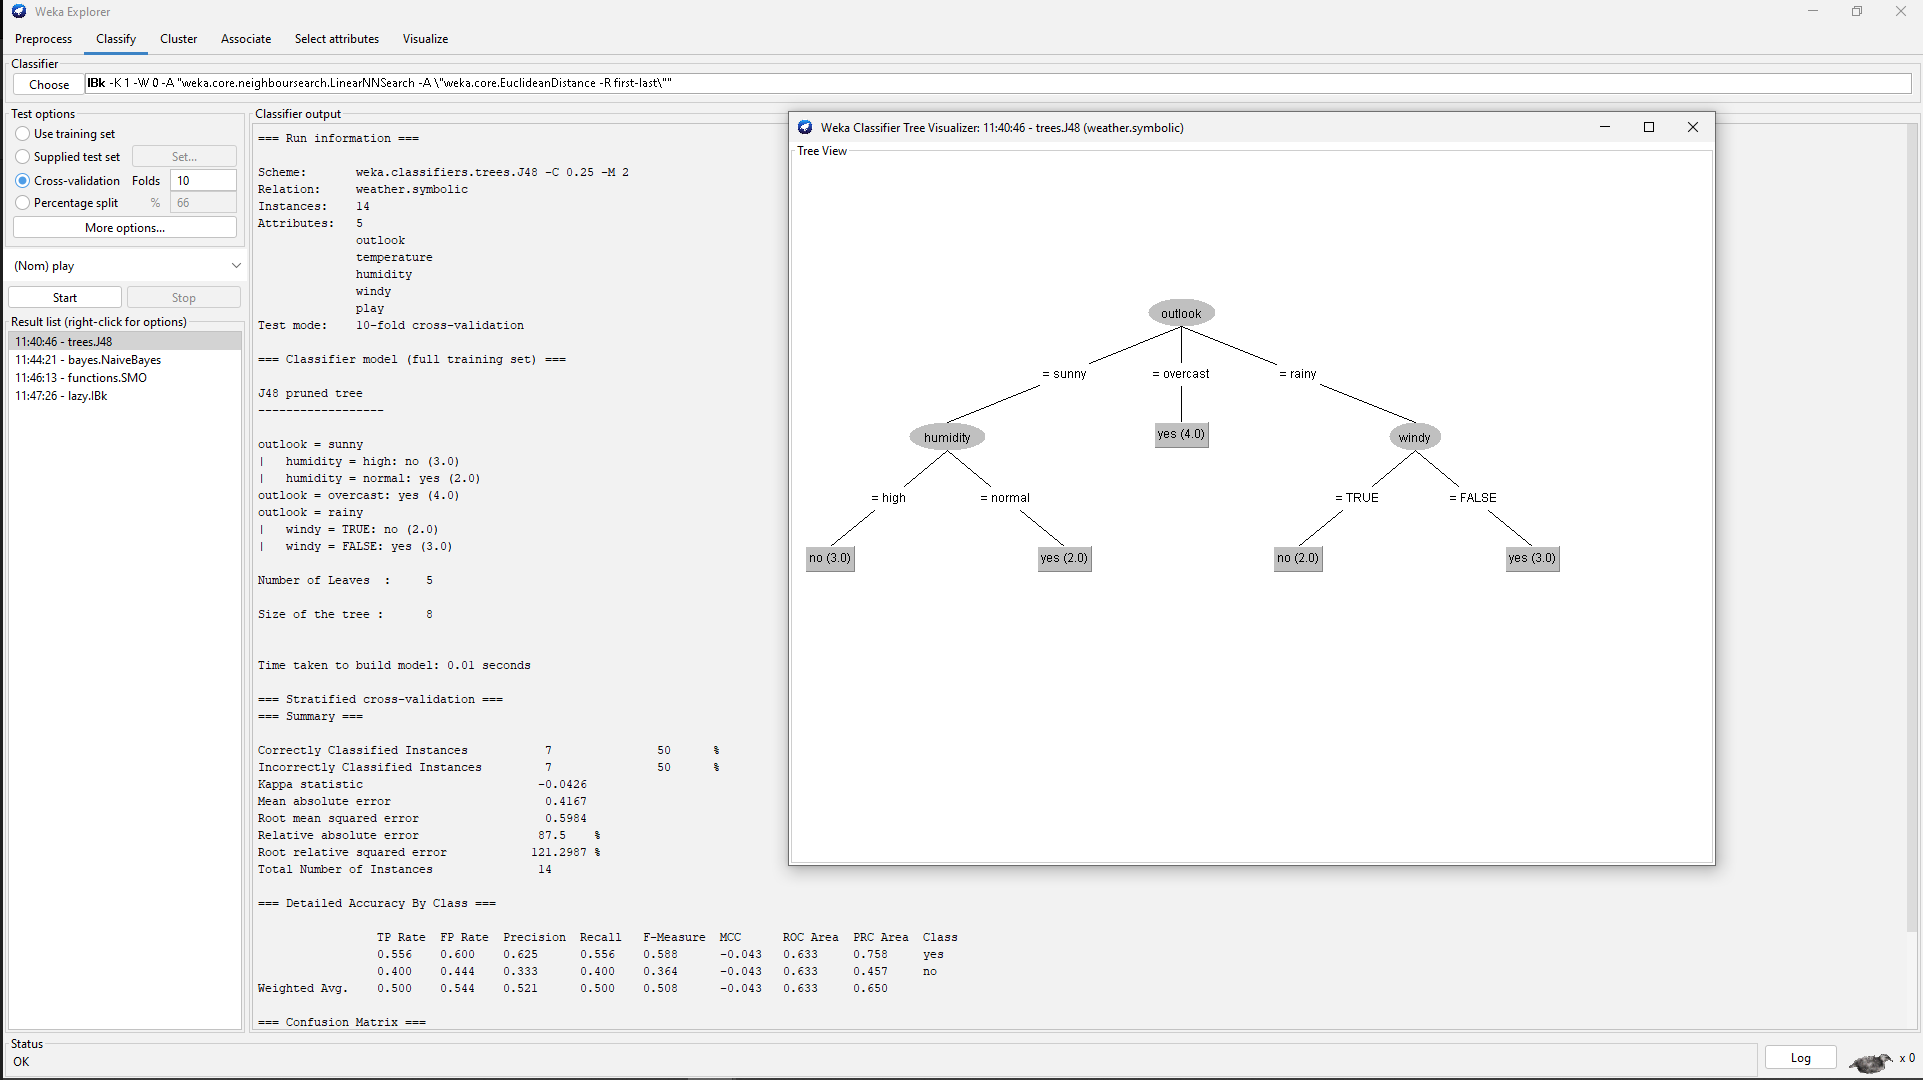 Weka Explorer
Preprocess Classify Cluster Associate Select attributes Visualize
Classifier
Choose IBk -K 1 -W 0 -A "weka.core.neighboursearch.LinearNNSearch -A \"weka.core.EuclideanDistance -R first-last\""
Test options
Use training set
Supplied test set Set...
Cross-validation Folds 10
Percentage split % 66
More options...
(Nom) play
Start Stop
Result list (right-click for options)
11:40:46 - trees.J48
11:44:21 - bayes.NaiveBayes
11:46:13 - functions.SMO
11:47:26 - lazy.IBk
Classifier output
=== Run information ===
Scheme: weka.classifiers.trees.J48 -C 0.25 -M 2
Relation: weather.symbolic
Instances: 14
Attributes: 5
outlook
temperature
humidity
windy
play
Test mode: 10-fold cross-validation
=== Classifier model (full training set) ===
J48 pruned tree
------------------
outlook = sunny
| humidity = high: no (3.0)
| humidity = normal: yes (2.0)
outlook = overcast: yes (4.0)
outlook = rainy
| windy = TRUE: no (2.0)
| windy = FALSE: yes (3.0)
Number of Leaves : 5
Size of the tree : 8
Time taken to build model: 0.01 seconds
=== Stratified cross-validation ===
=== Summary ===
Correctly Classified Instances 7 50 %
Incorrectly Classified Instances 7 50 %
Kappa statistic -0.0426
Mean absolute error 0.4167
Root mean squared error 0.5984
Relative absolute error 87.5 %
Root relative squared error 121.2987 %
Total Number of Instances 14
=== Detailed Accuracy By Class ===
TP Rate FP Rate Precision Recall F-Measure MCC ROC Area PRC Area Class
0.556 0.600 0.625 0.556 0.588 -0.043 0.633 0.758 yes
0.400 0.444 0.333 0.400 0.364 -0.043 0.633 0.457 no
Weighted Avg. 0.500 0.544 0.521 0.500 0.508 -0.043 0.633 0.650
=== Confusion Matrix ===
Weka Classifier Tree Visualizer: 11:40:46 - trees.J48 (weather.symbolic)
Tree View
outlook
= sunny = overcast = rainy
humidity yes (4.0) windy
= high = normal = TRUE = FALSE
no (3.0) yes (2.0) no (2.0) yes (3.0)
Status
OK
Log x 0